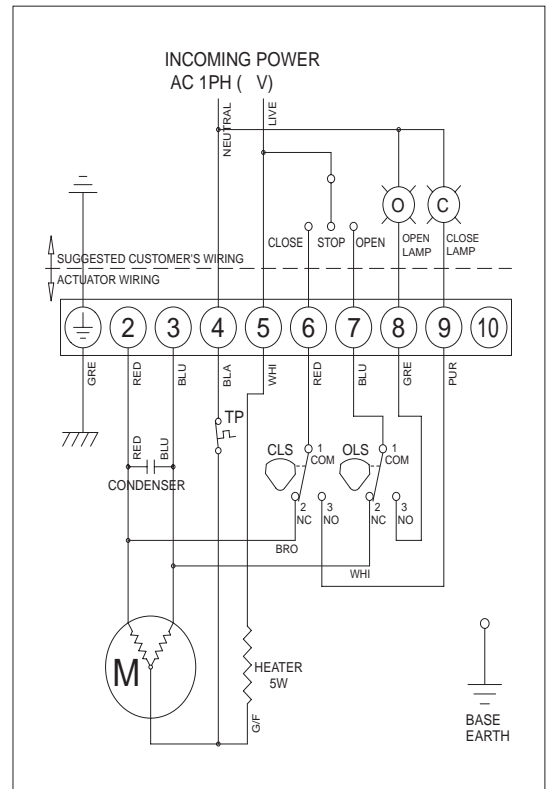 INCOMING POWER
AC 1PH ( V)
NEUTRAL
LIVE
O
C
CLOSE STOP OPEN
OPEN
LAMP
CLOSE
LAMP
SUGGESTED CUSTOMER'S WIRING
ACTUATOR WIRING
2 3 4 5 6 7 8 9 10
GRE RED BLU BLA WHI RED BLU GRE PUR
TP
RED BLU
CONDENSER
CLS
1
COM
OLS
1
COM
2
NC
3
NO
2
NC
3
NO
BRO
WHI
M
HEATER
5W
G/F
BASE
EARTH